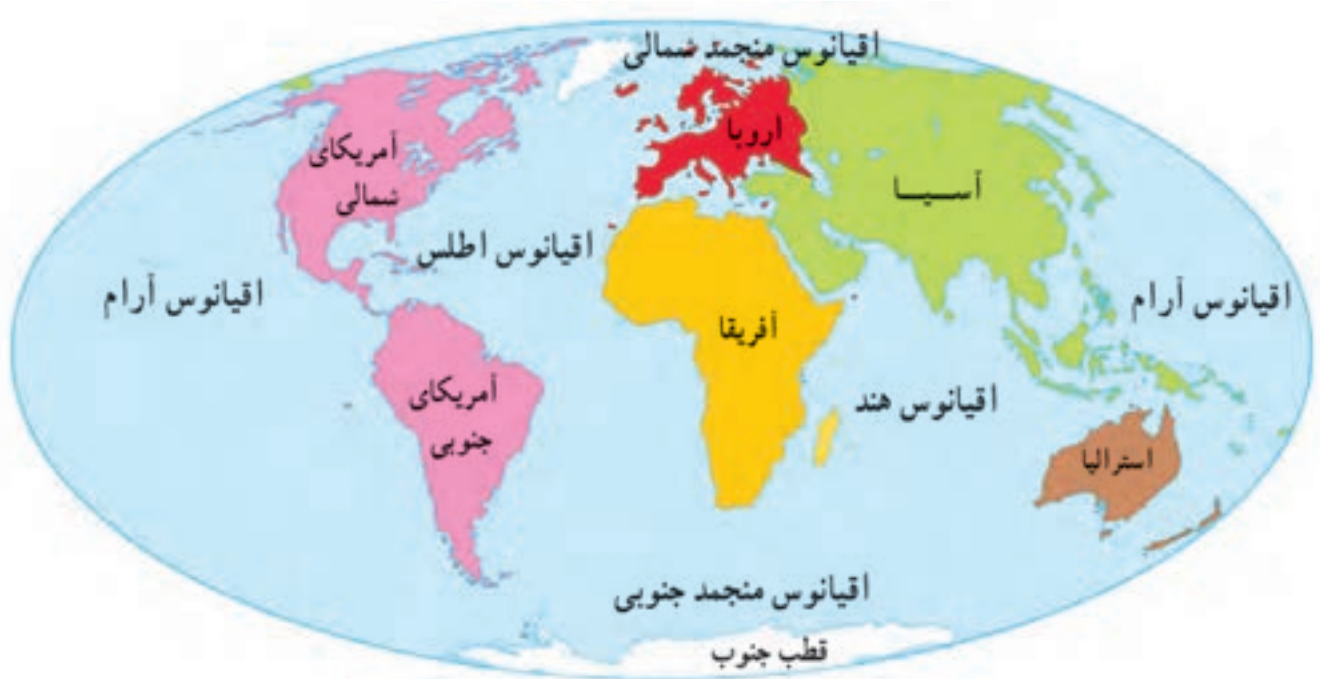 اقیانوس منجمد شمالی
اروپا
آسیا
آمریکای
شمالی
اقیانوس اطلس
اقیانوس آرام
اقیانوس آرام
آفریقا
آمریکای
جنوبی
اقیانوس هند
استرالیا
اقیانوس منجمد جنوبی
قطب جنوب